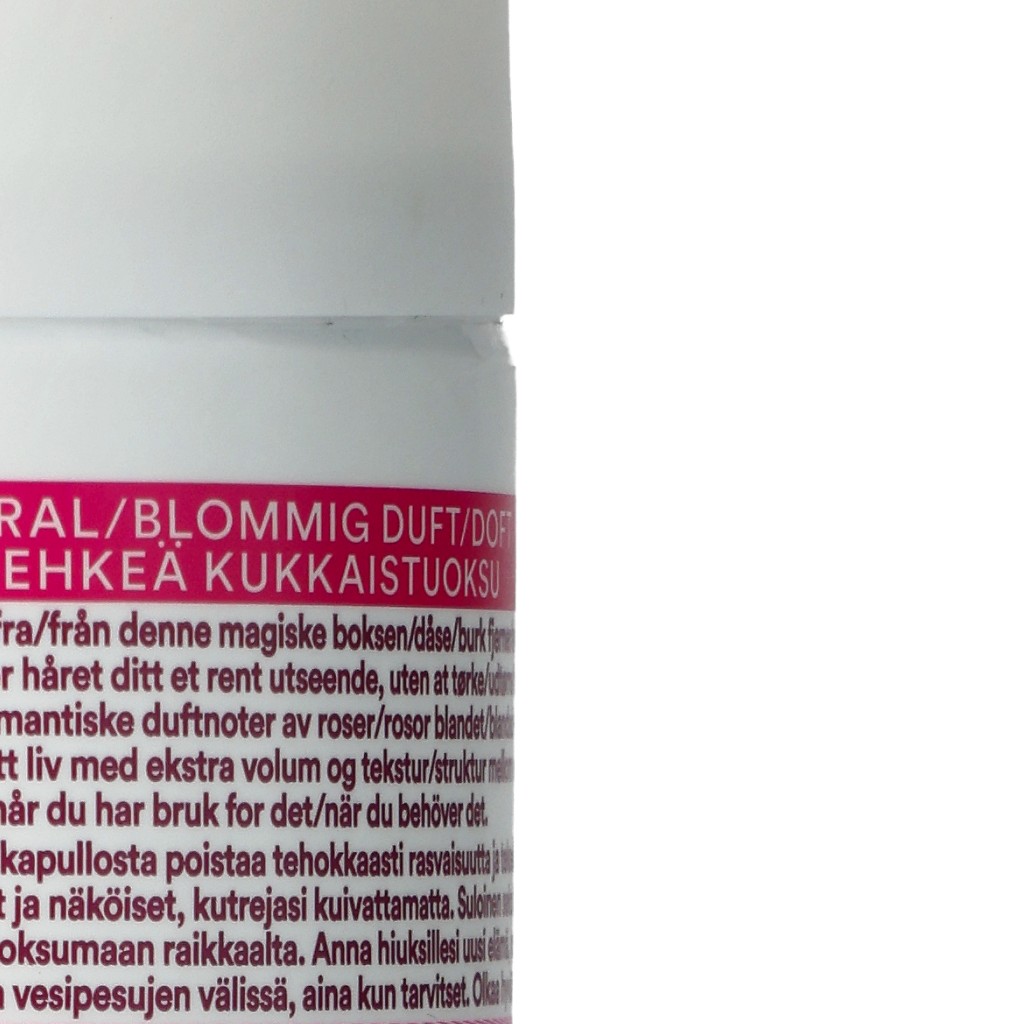 RAL/BLOMMIG DUFT/DOFT
EHKEÄ KUKKAISTUOKSU
fra/från denne magiske boksen/dåse/burk
håret ditt et rent utseende, uten at tørke/
mantiske duftnoter av roser/rosor blandet/
tt liv med ekstra volum og tekstur/struktur
når du har bruk for det/när du behöver det.
kapullosta poistaa tehokkaasti rasvaisuutta ja
t ja näköiset, kutrejasi kuivattamatta. Suloinen
oksumaan raikkaalta. Anna hiuksillesi uusi elämä,
vesipesujen välissä, aina kun tarvitset. Olkaa